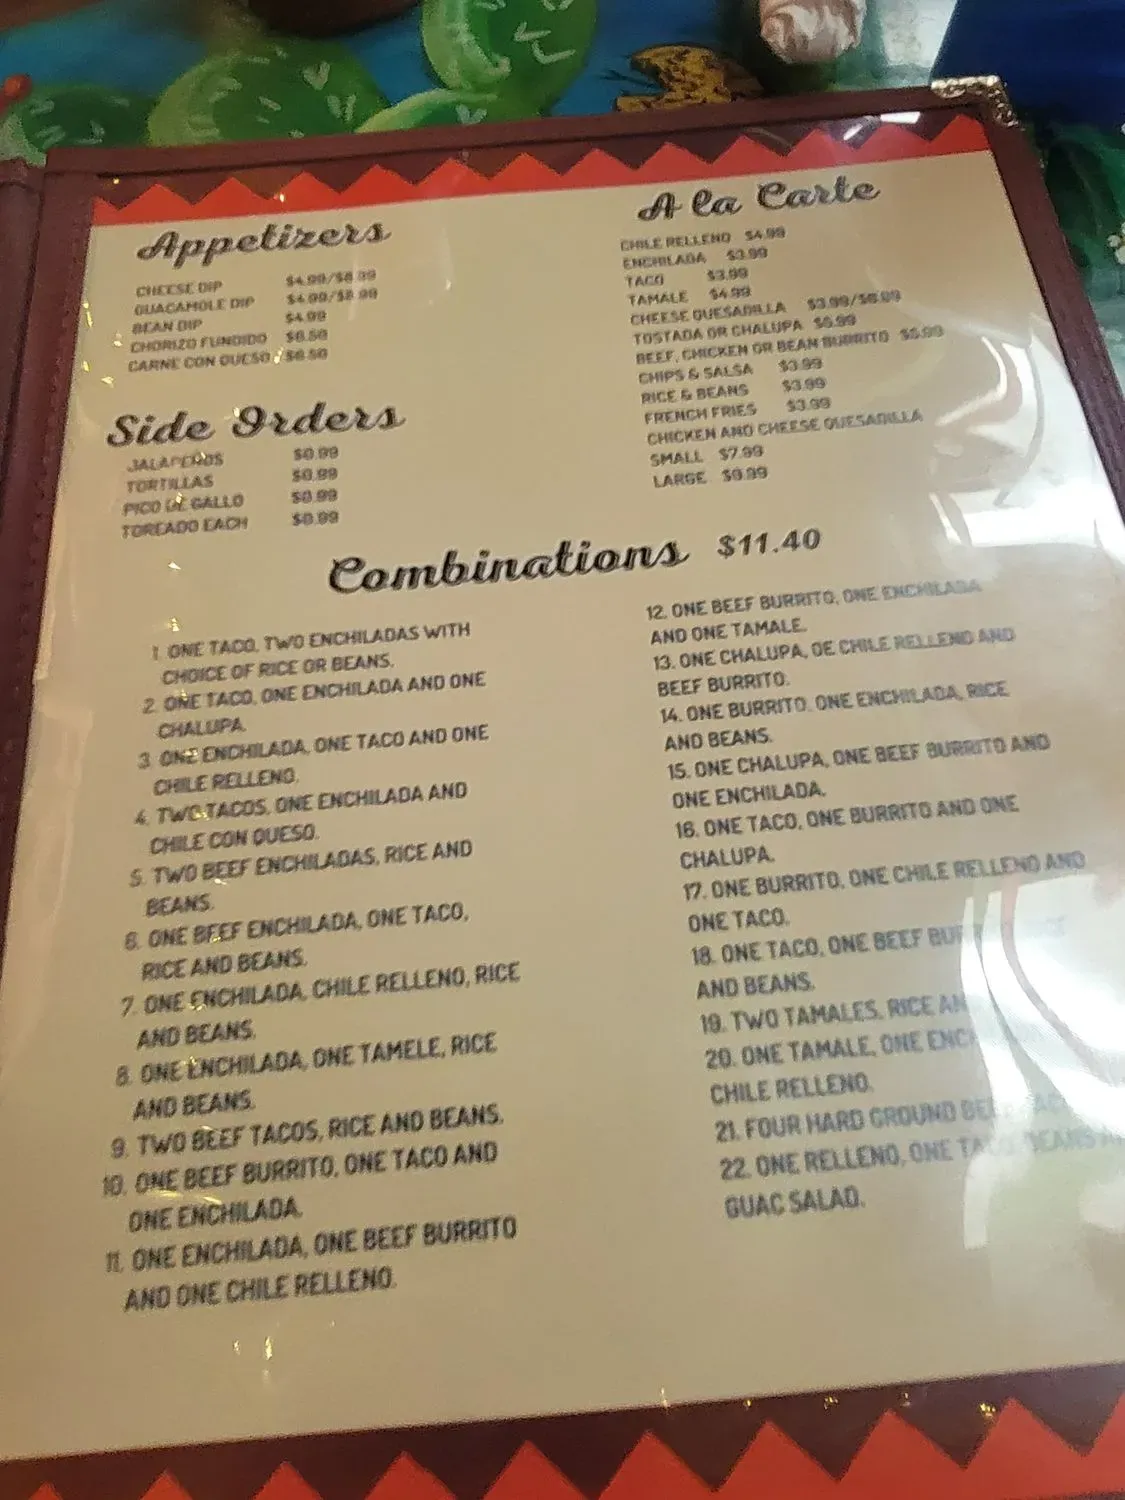 Appetizers
CHEESE DIP $4.99/$8.99
GUACAMOLE DIP $4.99/$8.99
BEAN DIP $4.99
CHORIZO FUNDIDO $6.50
CARNE CON QUESO $6.50
Side Orders
JALAPEÑOS $0.99
TORTILLAS $0.99
PICO DE GALLO $0.99
TOREADO EACH $0.99
A la Carte
CHILE RELLENO $4.99
ENCHILADA $3.99
TACO $3.99
TAMALE $4.99
CHEESE QUESADILLA $3.99/$6.99
TOSTADA OR CHALUPA $5.99
BEEF, CHICKEN OR BEAN BURRITO $5.99
CHIPS & SALSA $3.99
RICE & BEANS $3.99
FRENCH FRIES $3.99
CHICKEN AND CHEESE QUESADILLA
SMALL $7.99
LARGE $9.99
Combinations $11.40
1. ONE TACO, TWO ENCHILADAS WITH
CHOICE OF RICE OR BEANS.
2. ONE TACO, ONE ENCHILADA AND ONE
CHALUPA.
3. ONE ENCHILADA, ONE TACO AND ONE
CHILE RELLENO.
4. TWO TACOS, ONE ENCHILADA AND
CHILE CON QUESO.
5. TWO BEEF ENCHILADAS, RICE AND
BEANS.
6. ONE BEEF ENCHILADA, ONE TACO,
RICE AND BEANS.
7. ONE ENCHILADA, CHILE RELLENO, RICE
AND BEANS.
8. ONE ENCHILADA, ONE TAMELE, RICE
AND BEANS.
9. TWO BEEF TACOS, RICE AND BEANS.
10. ONE BEEF BURRITO, ONE TACO AND
ONE ENCHILADA.
11. ONE ENCHILADA, ONE BEEF BURRITO
AND ONE CHILE RELLENO.
12. ONE BEEF BURRITO, ONE ENCHILADA
AND ONE TAMALE.
13. ONE CHALUPA, OE CHILE RELLENO AND
BEEF BURRITO.
14. ONE BURRITO. ONE ENCHILADA, RICE
AND BEANS.
15. ONE CHALUPA, ONE BEEF BURRITO AND
ONE ENCHILADA.
16. ONE TACO, ONE BURRITO AND ONE
CHALUPA.
17. ONE BURRITO, ONE CHILE RELLENO AND
ONE TACO.
18. ONE TACO, ONE BEEF
AND BEANS.
19. TWO TAMALES, RICE
20. ONE TAMALE, ONE
CHILE RELLENO.
21. FOUR HARD GROUND BEEF
22. ONE RELLENO, ONE TACO, BEANS
GUAC SALAD.